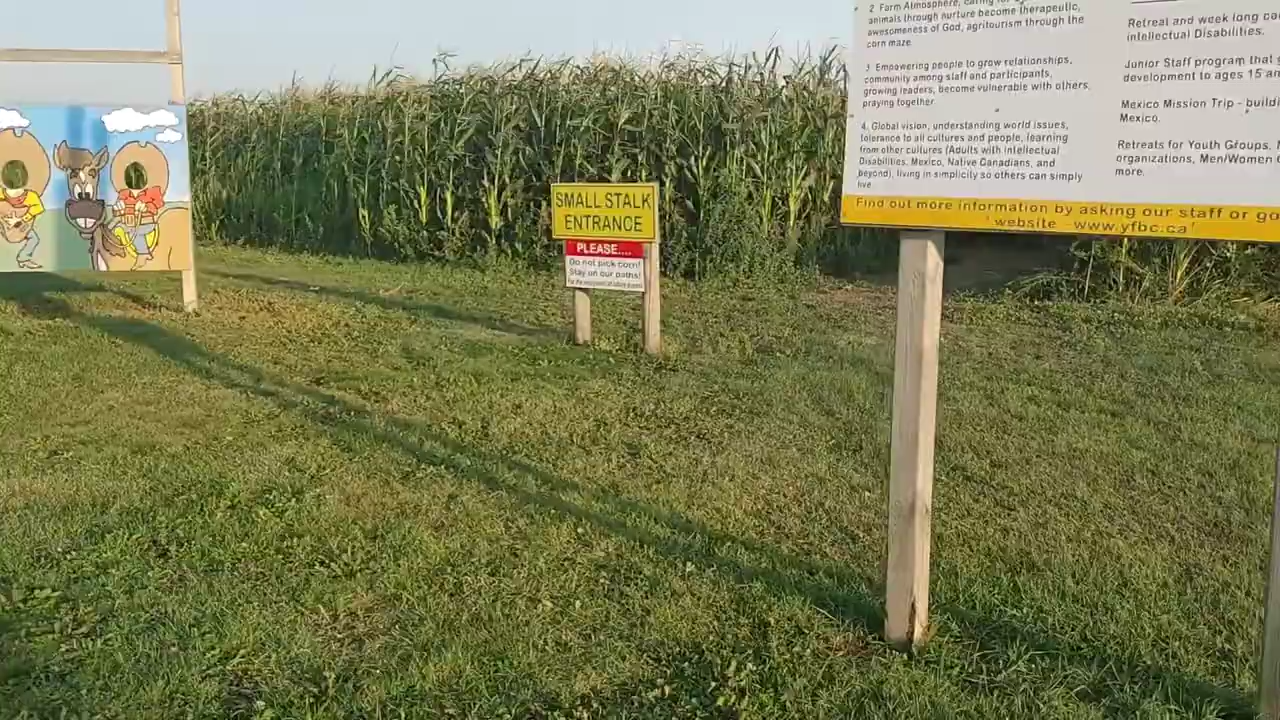 SMALL STALK
ENTRANCE
PLEASE....
Do not pick corn!
Stay on our paths!
2 Farm Atmosphere, caring for
animals through nurture become therapeutic,
awesomeness of God, agritourism through the
corn maze
3 Empowering people to grow relationships,
community among staff and participants,
growing leaders, become vulnerable with others,
praying together
4. Global vision, understanding world issues,
tolerance to all cultures and people, learning
from other cultures (Adults with Intellectual
Disabilities, Mexico, Native Canadians, and
beyond), living in simplicity so others can simply
live
Retreat and week long
Intellectual Disabilities.
Junior Staff program that
development to ages 15
Mexico Mission Trip -
Mexico.
Retreats for Youth Groups,
organizations, Men/Women
more.
Find out more information by asking our staff or go
website -www.yfbc.ca